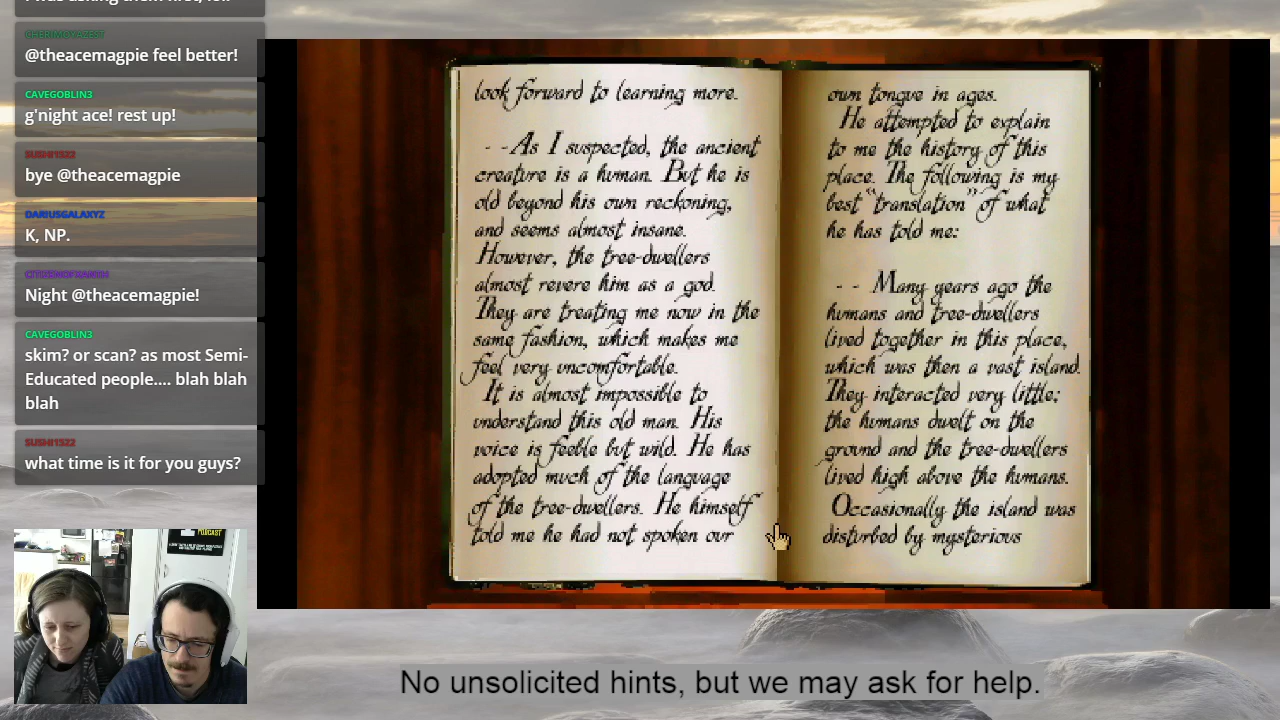 @theacemagpie feel better!
CAVEGOBLIN3
g'night ace! rest up!
SUSHI1522
bye @theacemagpie
DARIUSGALAXYZ
K, NP.
Night @theacemagpie!
CAVEGOBLIN3
skim? or scan? as most Semi-
Educated people.... blah blah
blah
SUSHI1522
what time is it for you guys?
look forward to learning more.
- -As I suspected, the ancient
creature is a human. But he is
old beyond his own reckoning,
and seems almost insane.
However, the tree-dwellers
almost revere him as a god.
They are treating me now in the
same fashion, which makes me
feel very uncomfortable.
It is almost impossible to
understand this old man. His
voice is feeble but wild. He has
adopted much of the language
of the tree-dwellers. He himself
told me he had not spoken our
own tongue in ages.
He attempted to explain
to me the history of this
place. The following is my
best "translation" of what
he has told me:
- - Many years ago the
humans and tree-dwellers
lived together in this place,
which was then a vast island.
They interacted very little;
the humans dwelt on the
ground and the tree-dwellers
lived high above the humans.
Occasionally the island was
disturbed by mysterious
PODCAST
No unsolicited hints, but we may ask for help.